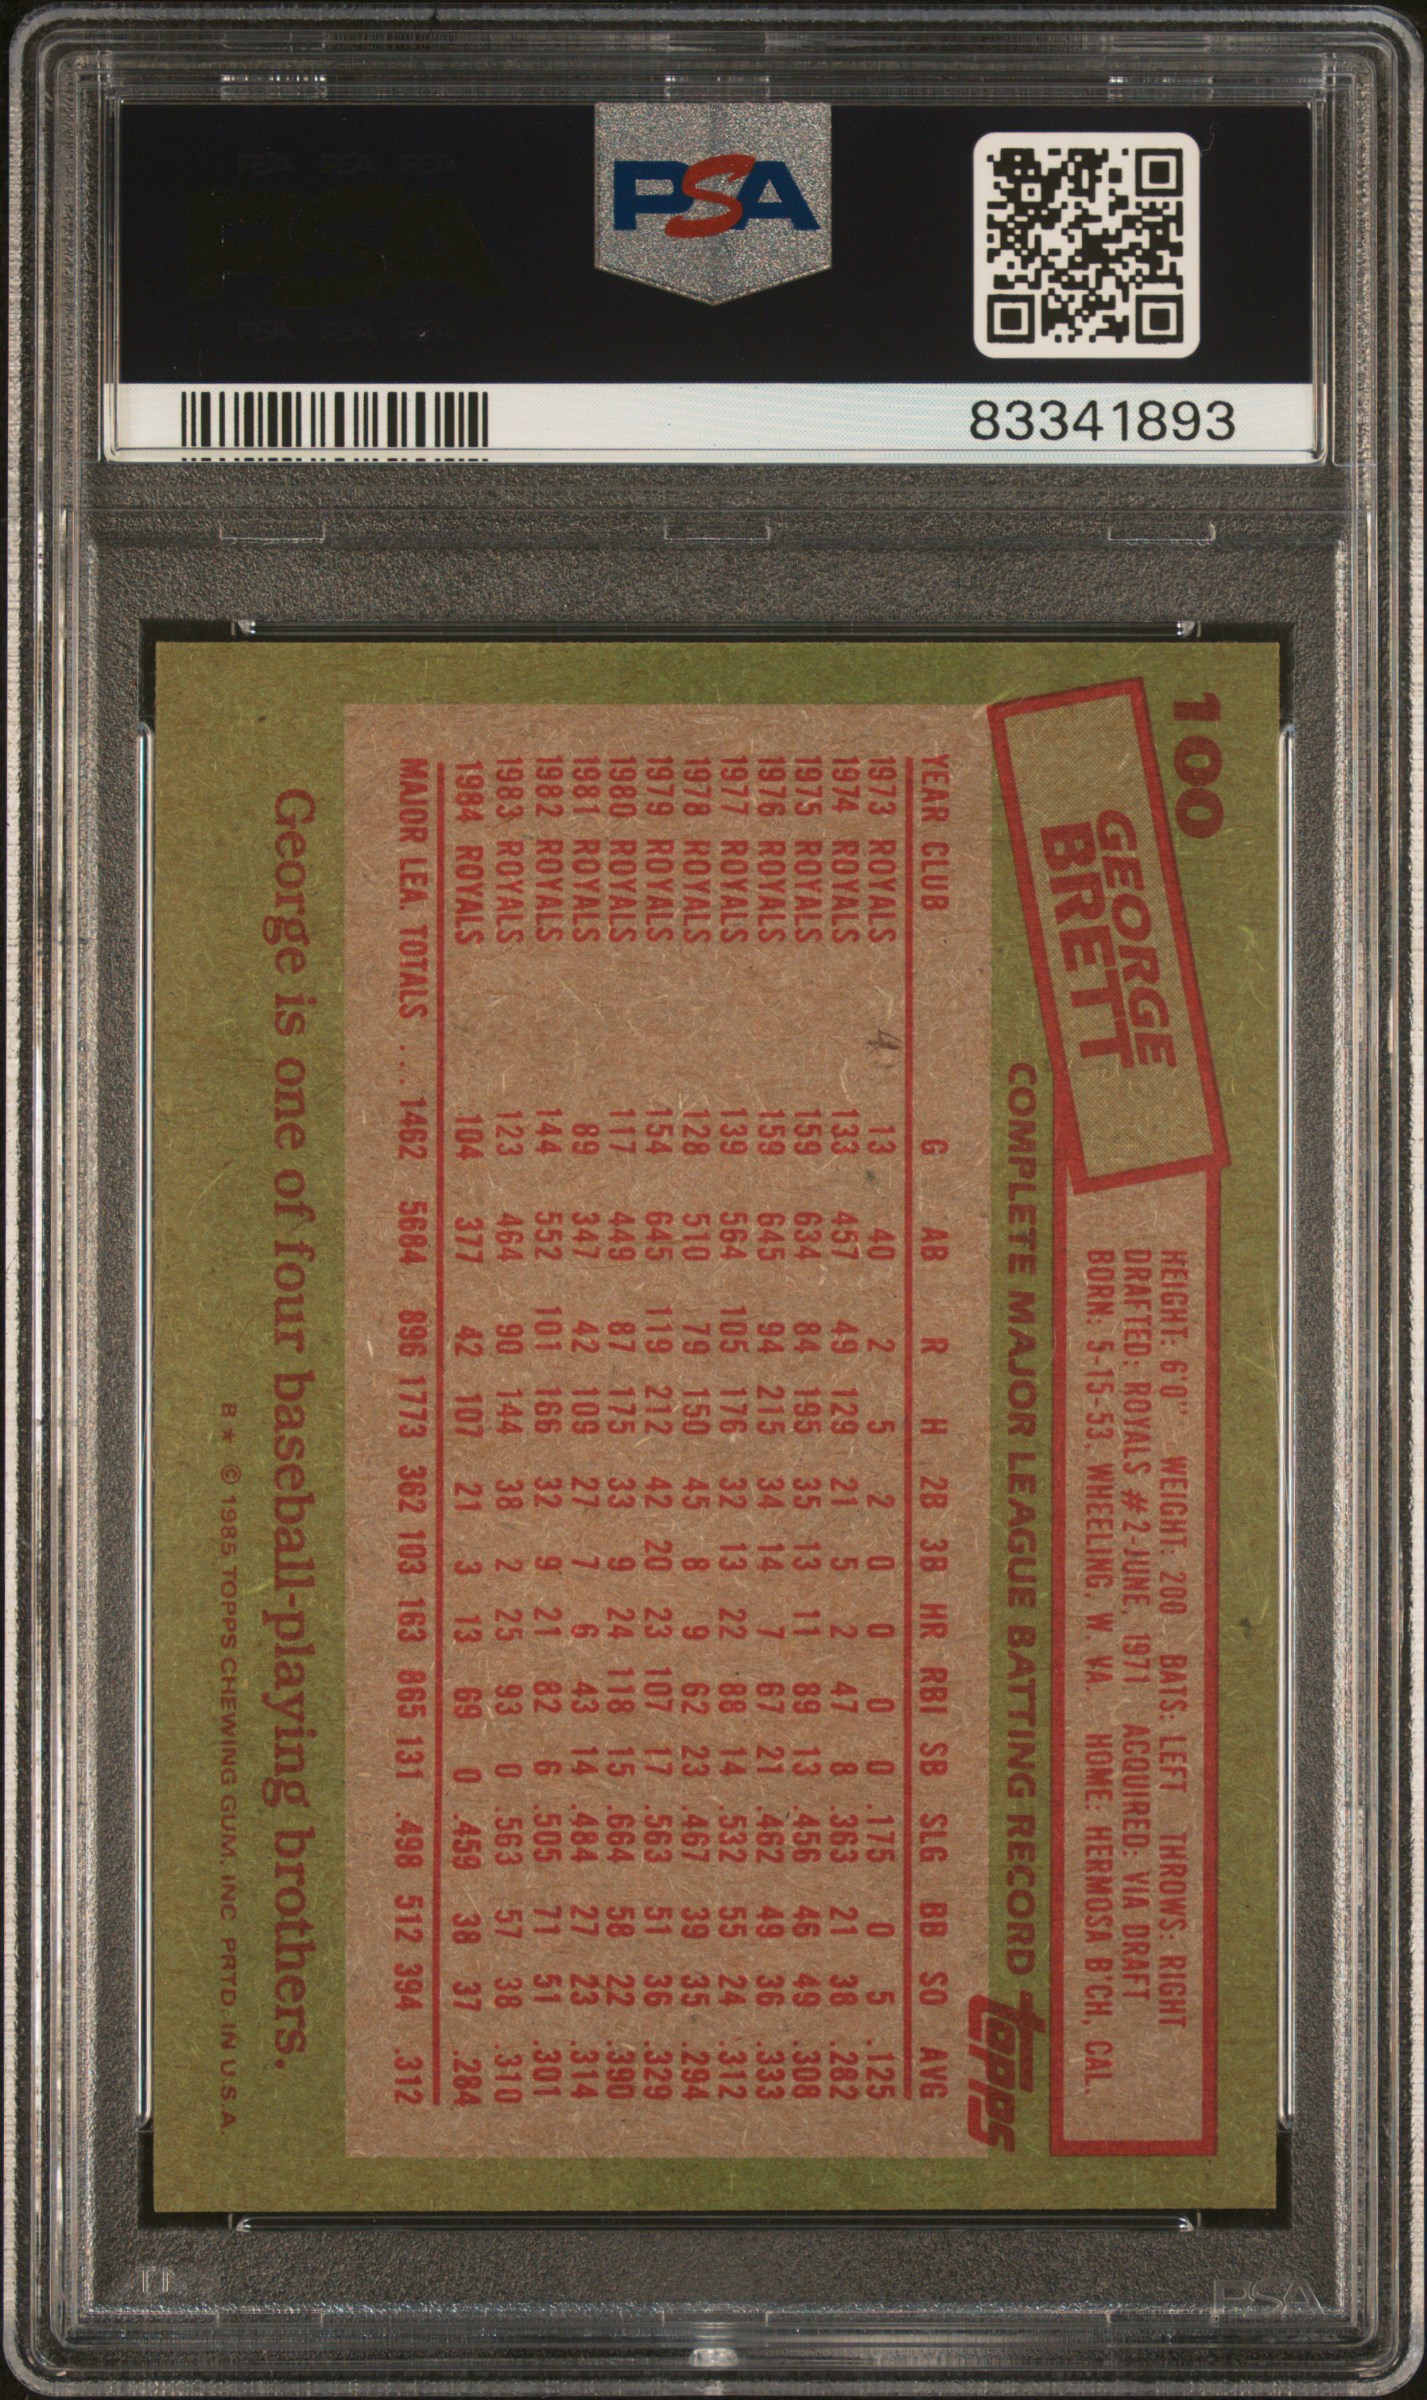 PSA
83341893
100
GEORGE
BRETT
HEIGHT: 6'0" WEIGHT: 200 BATS: LEFT THROWS: RIGHT
DRAFTED: ROYALS #2-JUNE, 1971 ACQUIRED: VIA DRAFT
BORN: 5-15-53, WHEELING, W. VA. HOME: HERMOSA B'CH, CAL.
COMPLETE MAJOR LEAGUE BATTING RECORD topps
YEAR CLUB G AB R H 2B 3B HR RBI SB SLG BB SO AVG
1973 ROYALS 13 40 2 5 2 0 0 0 0 .175 0 5 .125
1974 ROYALS 133 457 49 129 21 5 2 47 8 .363 21 38 .282
1975 ROYALS 159 634 84 195 35 13 11 89 13 .456 46 49 .308
1976 ROYALS 159 645 94 215 34 14 7 67 21 .462 49 36 .333
1977 ROYALS 139 564 105 176 32 13 22 88 14 .532 55 24 .312
1978 ROYALS 128 510 79 150 45 8 9 62 23 .467 39 35 .294
1979 ROYALS 154 645 119 212 42 20 23 107 17 .563 51 36 .329
1980 ROYALS 117 449 87 175 33 9 24 118 15 .664 58 22 .390
1981 ROYALS 89 347 42 109 27 7 6 43 14 .484 27 23 .314
1982 ROYALS 144 552 101 166 32 9 21 82 6 .505 71 51 .301
1983 ROYALS 123 464 90 144 38 2 25 93 0 .563 57 38 .310
1984 ROYALS 104 377 42 107 21 3 13 69 0 .459 38 37 .284
MAJOR LEA TOTALS ... 1462 5684 896 1773 362 103 163 865 131 .498 512 394 .312
George is one of four baseball-playing brothers.
B* © 1985 TOPPS CHEWING GUM, INC. PRTD. IN U.S.A.
PSA